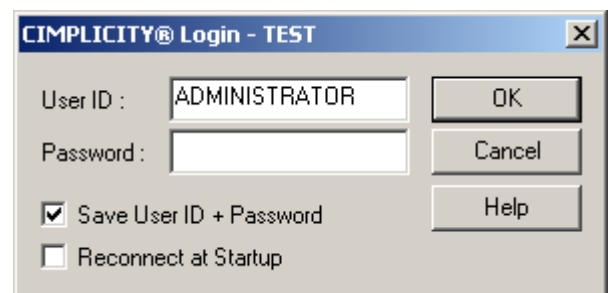 CIMPLICITY® Login - TEST
User ID : ADMINISTRATOR OK
Password : Cancel
Save User ID + Password Help
Reconnect at Startup